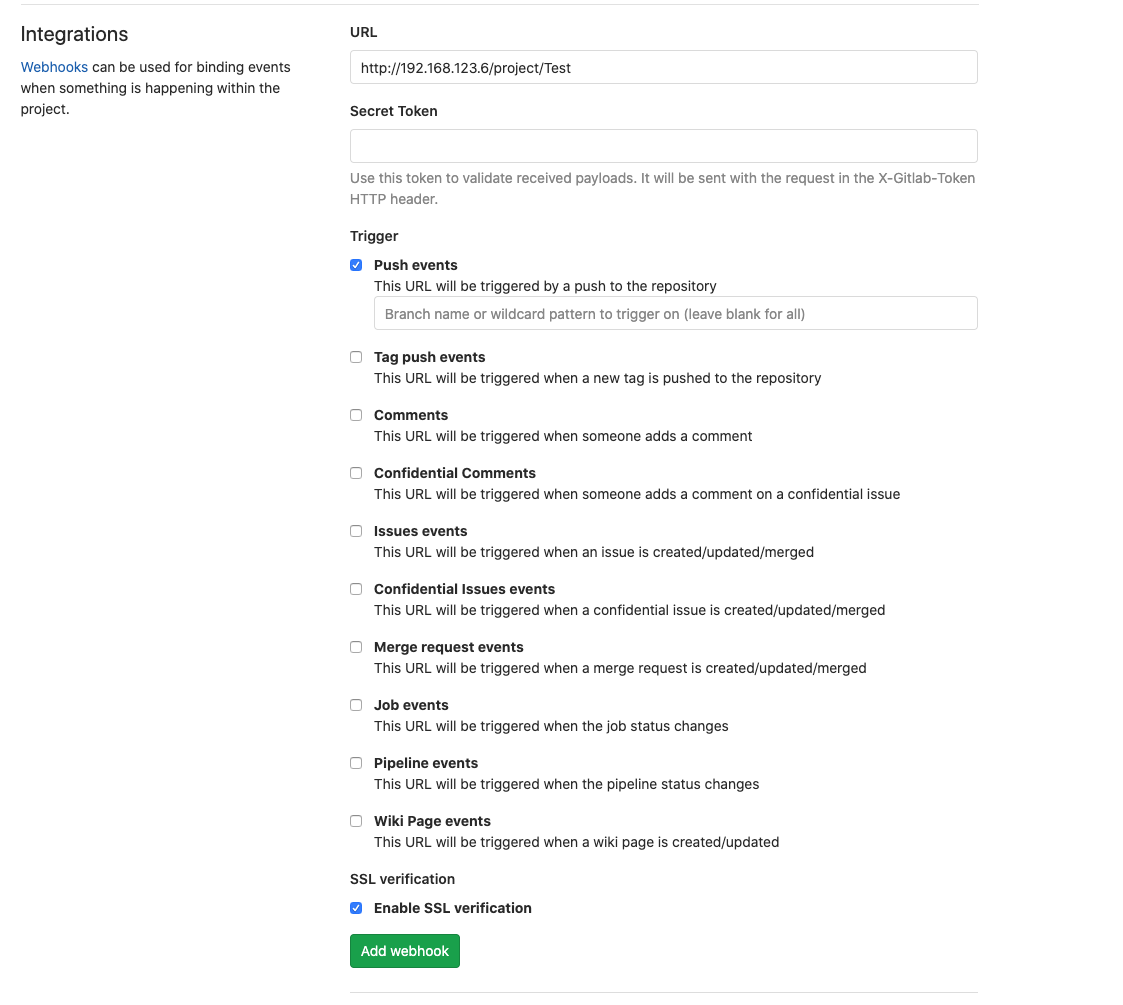 Integrations
Webhooks can be used for binding events
when something is happening within the
project.
URL
http://192.168.123.6/project/Test
Secret Token
Use this token to validate received payloads. It will be sent with the request in the X-Gitlab-Token
HTTP header.
Trigger
Push events
This URL will be triggered by a push to the repository
Branch name or wildcard pattern to trigger on (leave blank for all)
Tag push events
This URL will be triggered when a new tag is pushed to the repository
Comments
This URL will be triggered when someone adds a comment
Confidential Comments
This URL will be triggered when someone adds a comment on a confidential issue
Issues events
This URL will be triggered when an issue is created/updated/merged
Confidential Issues events
This URL will be triggered when a confidential issue is created/updated/merged
Merge request events
This URL will be triggered when a merge request is created/updated/merged
Job events
This URL will be triggered when the job status changes
Pipeline events
This URL will be triggered when the pipeline status changes
Wiki Page events
This URL will be triggered when a wiki page is created/updated
SSL verification
Enable SSL verification
Add webhook